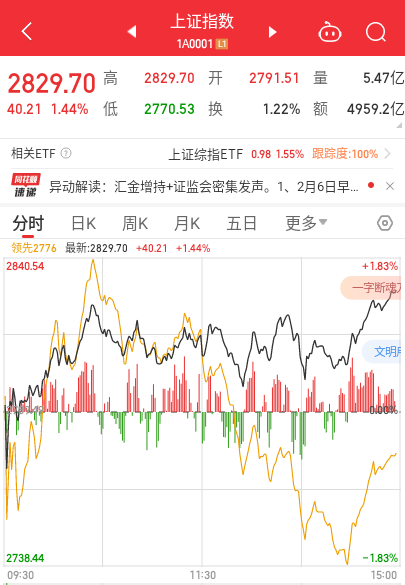 上证指数
1A0001 L1
2829.70 高 2829.70 开 2791.51 量 5.47亿
40.21 1.44% 低 2770.53 换 1.22% 额 4959.2亿
相关ETF ? 上证综指ETF 0.98 1.55% 跟踪度:100%
同花顺 速递 异动解读：汇金增持+证监会密集发声。1、2月6日早...
分时 日K 周K 月K 五日 更多
领先2776 最新:2829.70 +40.21 +1.44%
2840.54 +1.83%
一字断魂刀
文明用
0.00%
2738.44 -1.83%
09:30 11:30 15:00